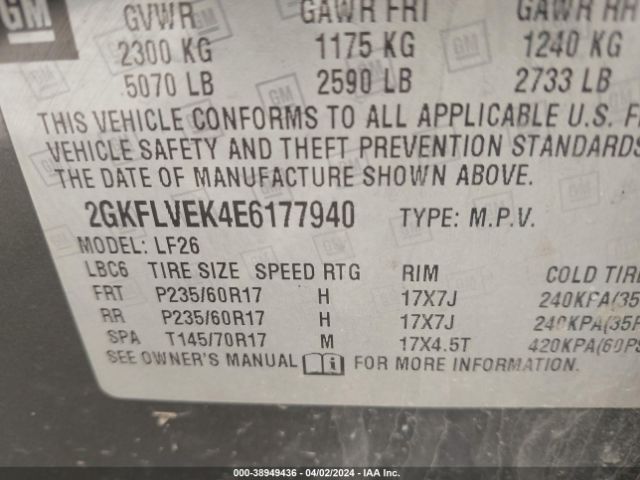 GM GVWR GAWR FRT GAWR RR
2300 KG 1175 KG 1240 KG
5070 LB 2590 LB 2733 LB
THIS VEHICLE CONFORMS TO ALL APPLICABLE U.S.
VEHICLE SAFETY AND THEFT PREVENTION STANDARDS
THE DATE OF MANUFACTURE SHOWN ABOVE.
2GKFLVEK4E6177940 TYPE: M.P.V.
MODEL: LF26
LBC6 TIRE SIZE SPEED RTG RIM COLD TIRE
FRT P235/60R17 H 17X7J 240KPA(35
RR P235/60R17 H 17X7J 240KPA(35P
SPA T145/70R17 M 17X4.5T 420KPA(60PS
SEE OWNER'S MANUAL i FOR MORE INFORMATION.
000-38949436 - 04/02/2024 - IAA Inc.